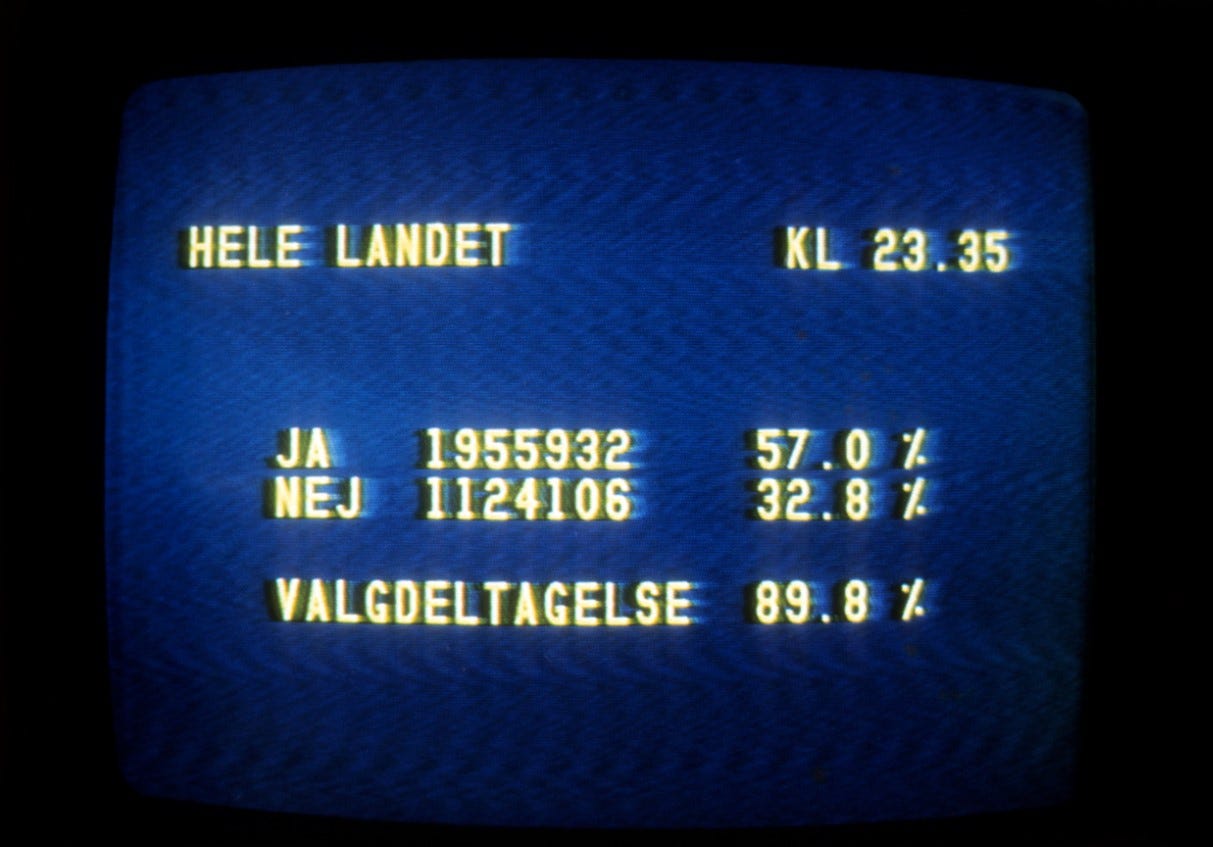 HELE LANDET KL 23.35
JA 1955932 57.0 %
NEJ 1124106 32.8 %
VALGDELTAGELSE 89.8 %